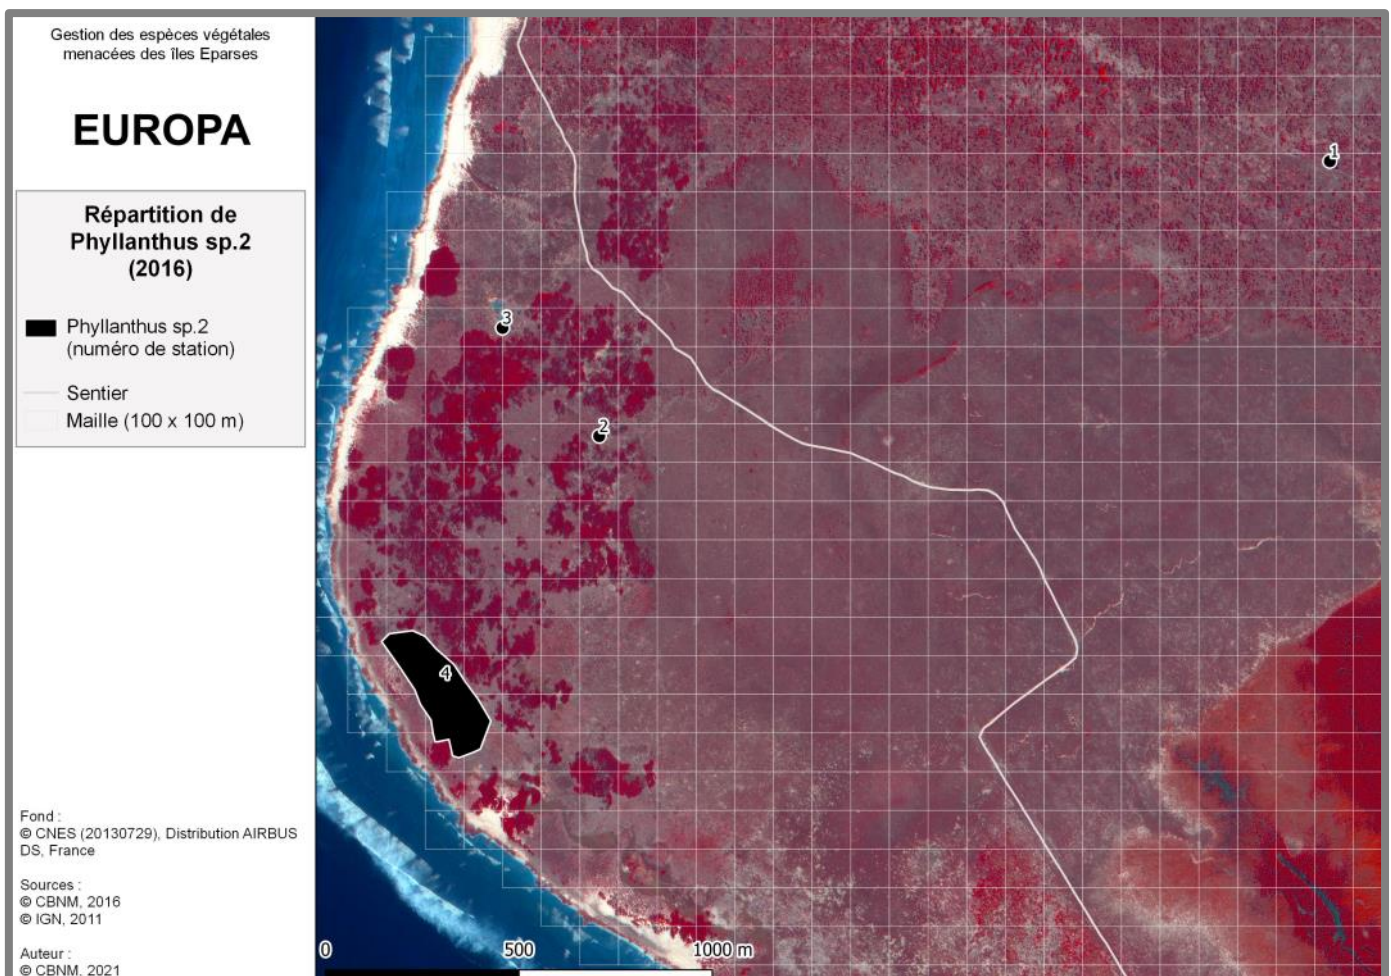 Gestion des espèces végétales
menacées des îles Eparses
EUROPA
Répartition de
Phyllanthus sp.2
(2016)
Phyllanthus sp.2
(numéro de station)
Sentier
Maille (100 x 100 m)
Fond :
© CNES (20130729), Distribution AIRBUS
DS, France
Sources :
© CBNM, 2016
© IGN, 2011
Auteur :
© CBNM, 2021
1
3
2
4
0 500 1000 m